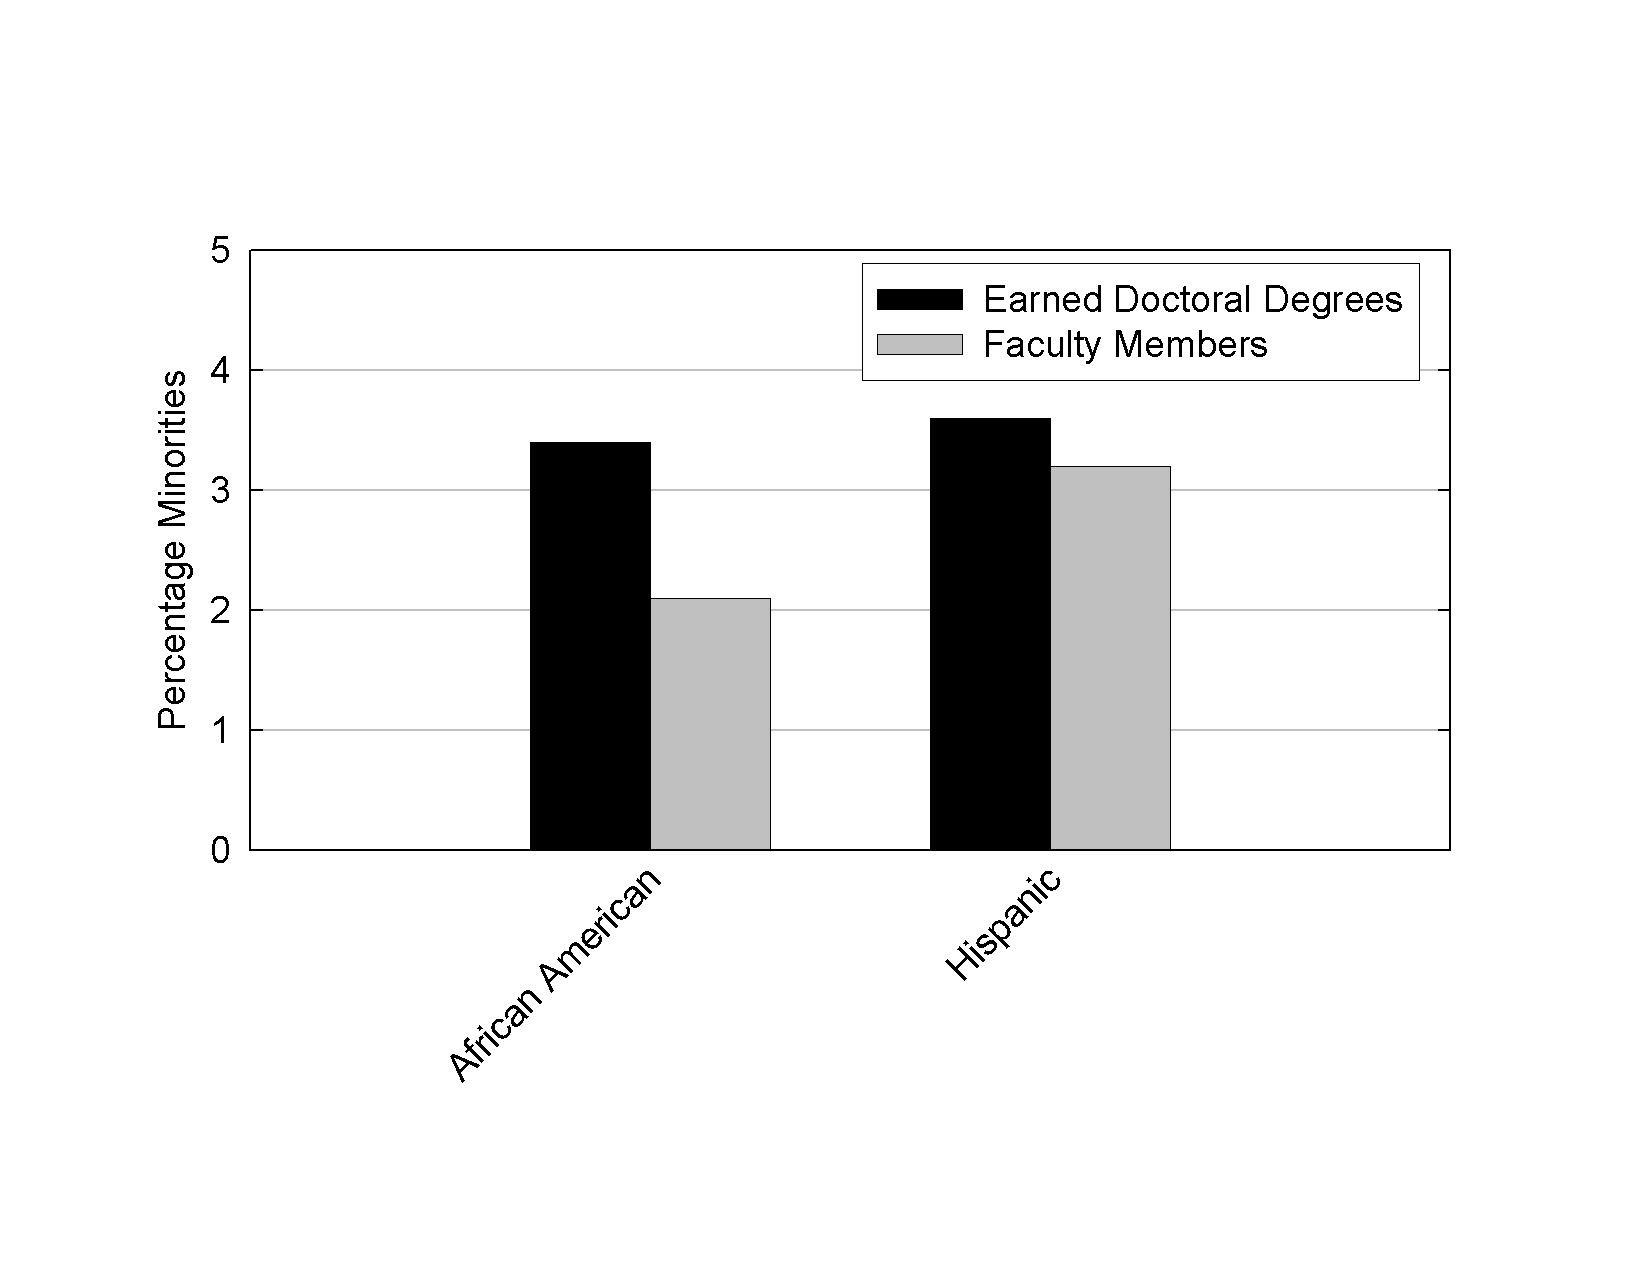 5
4
3
2
1
0
Percentage Minorities
Earned Doctoral Degrees
Faculty Members
African American
Hispanic